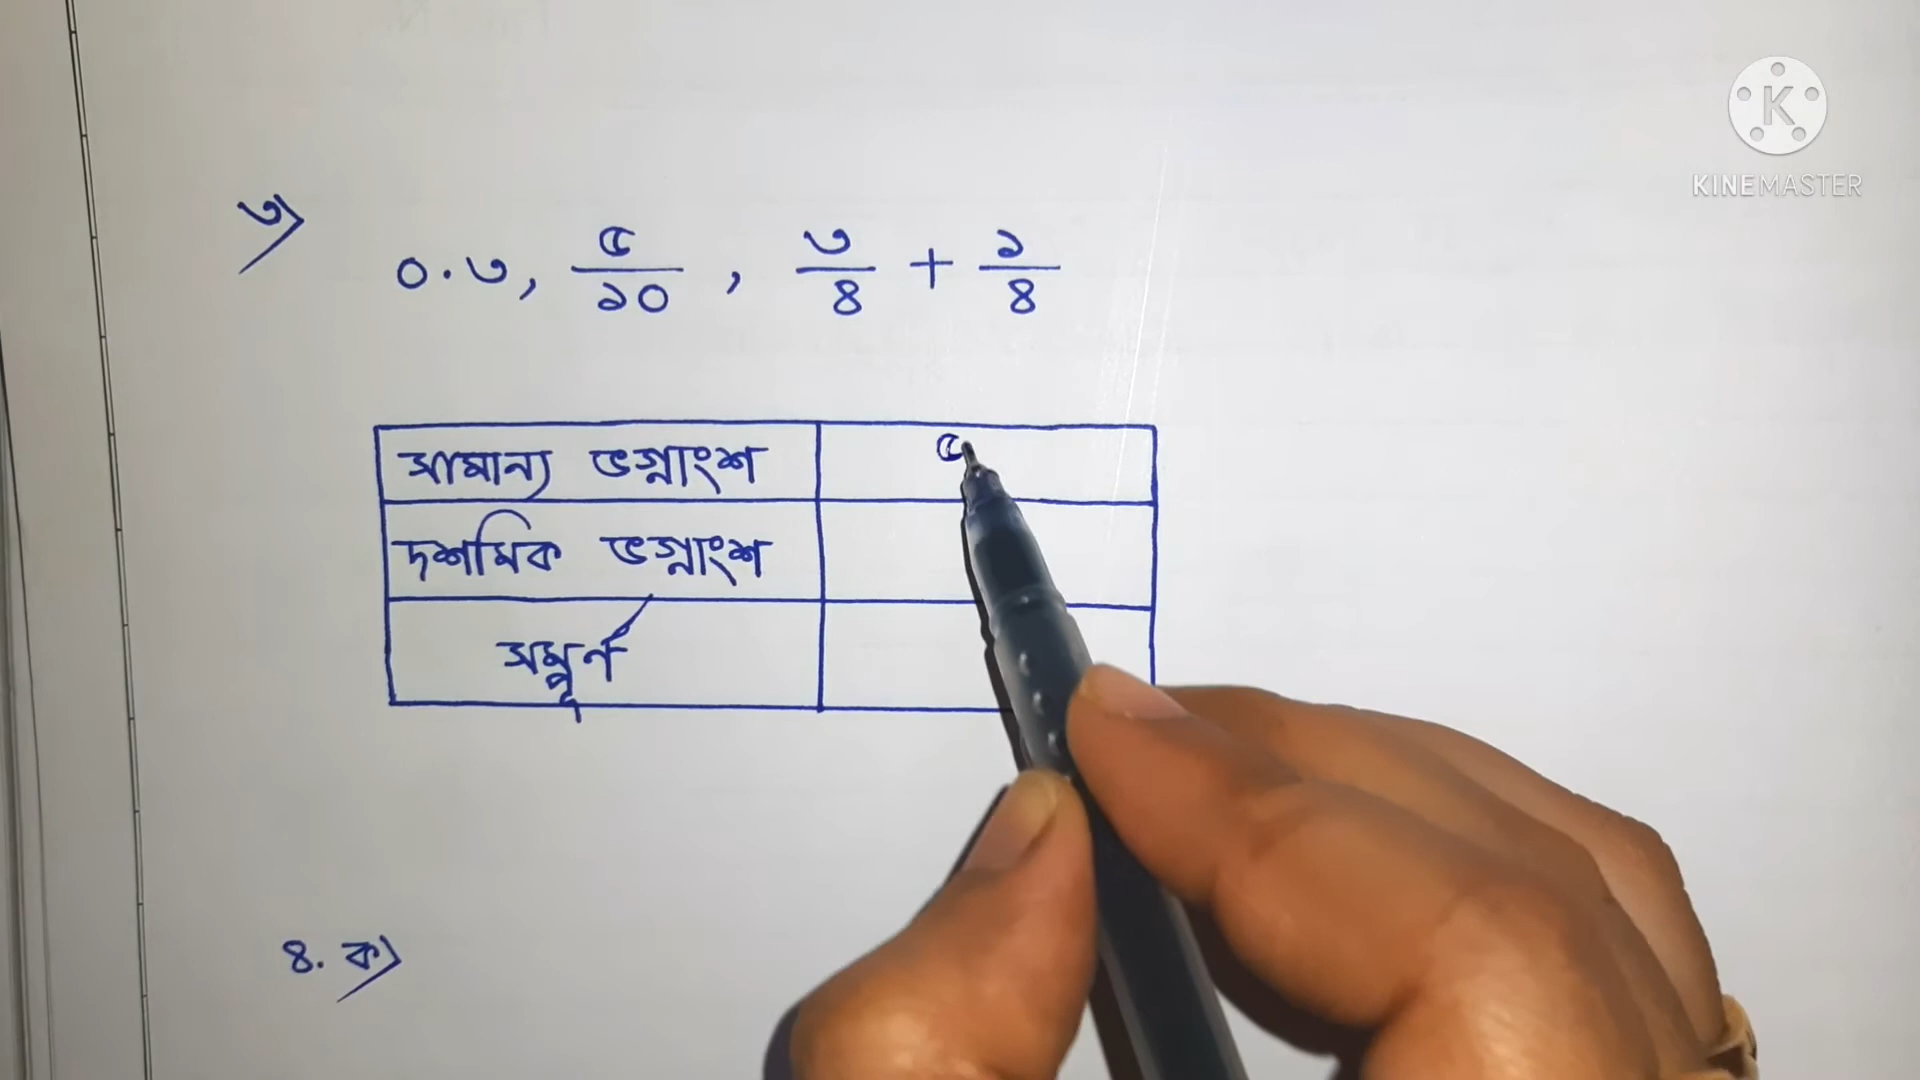 ৩)
০.৩, ৫/১০, ৩/৪ + ১/৪
সামান্য ভগ্নাংশ ৫
দশমিক ভগ্নাংশ
সম্পূর্ণ
৪. ক)
K
KINEMASTER